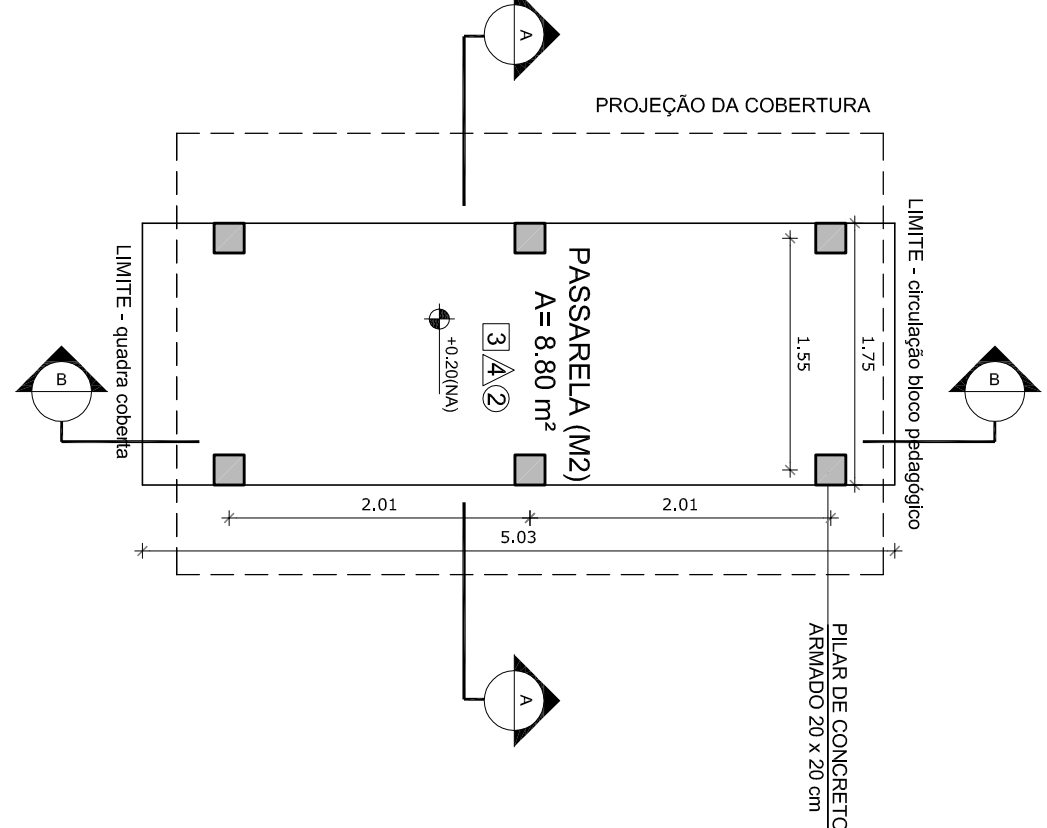 A
PROJEÇÃO DA COBERTURA
LIMITE - circulação bloco pedagógico
LIMITE - quadra coberta
PASSARELA (M2)
A= 8.80 m²
3 4 2
+0.20(NA)
1.55
1.75
B
B
2.01
2.01
5.03
A
PILAR DE CONCRETO
ARMADO 20 x 20 cm